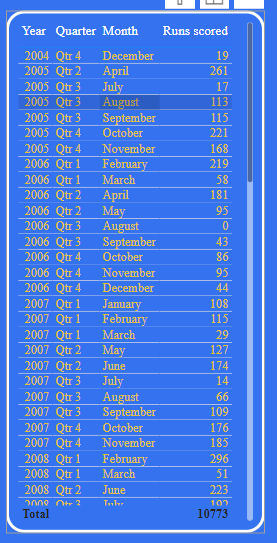 Year Quarter Month Runs scored
2004 Qtr 4 December 19
2005 Qtr 2 April 261
2005 Qtr 3 July 17
2005 Qtr 3 August 113
2005 Qtr 3 September 115
2005 Qtr 4 October 221
2005 Qtr 4 November 168
2006 Qtr 1 February 219
2006 Qtr 1 March 58
2006 Qtr 2 April 181
2006 Qtr 2 May 95
2006 Qtr 3 August 0
2006 Qtr 3 September 43
2006 Qtr 4 October 86
2006 Qtr 4 November 95
2006 Qtr 4 December 44
2007 Qtr 1 January 108
2007 Qtr 1 February 115
2007 Qtr 1 March 29
2007 Qtr 2 May 127
2007 Qtr 2 June 174
2007 Qtr 3 July 14
2007 Qtr 3 August 66
2007 Qtr 3 September 109
2007 Qtr 4 October 176
2007 Qtr 4 November 185
2008 Qtr 1 February 296
2008 Qtr 1 March 51
2008 Qtr 2 June 223
2008 Qtr 3 July 192
Total 10773